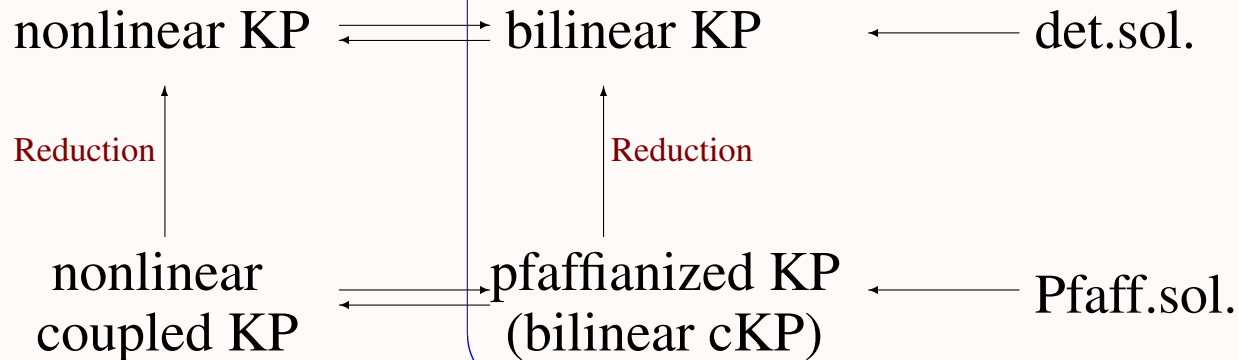 nonlinear KP
bilinear KP
det.sol.
Reduction
Reduction
nonlinear
coupled KP
pfaffianized KP
(bilinear cKP)
Pfaff.sol.